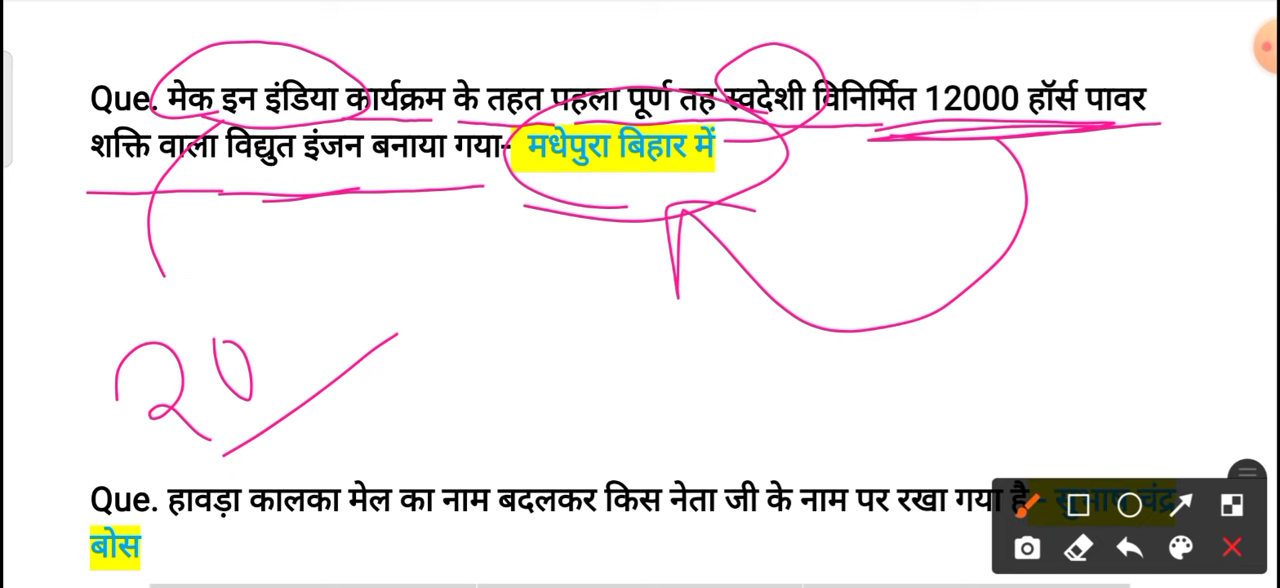 Que. मेक इन इंडिया कार्यक्रम के तहत पहला पूर्ण तह स्वदेशी विनिर्मित 12000 हॉर्स पावर
शक्ति वाला विद्युत इंजन बनाया गया- मधेपुरा बिहार में
20
Que. हावड़ा कालका मेल का नाम बदलकर किस नेता जी के नाम पर रखा गया है- सुभाष चंद्र
बोस